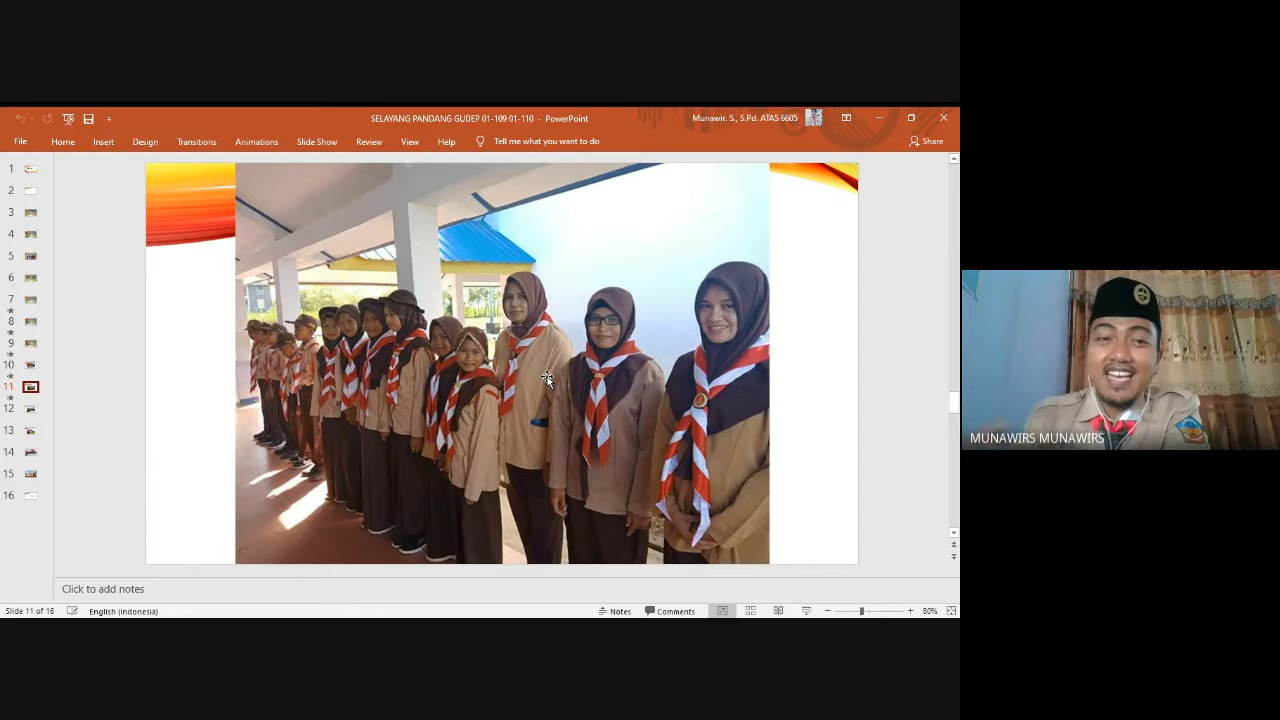 SELAYANG PANDANG GUDEP 01-109 01-110 - PowerPoint
Munawir. S., S.Pd. ATAS 6605
File Home Insert Design Transitions Animations Slide Show Review View Help Tell me what you want to do Share
1
2
3
4
5
6
7
8
9
10
11
12
13
14
15
16
MUNAWIRS MUNAWIRS
Click to add notes
Slide 11 of 16 English (Indonesia) Notes Comments 80%